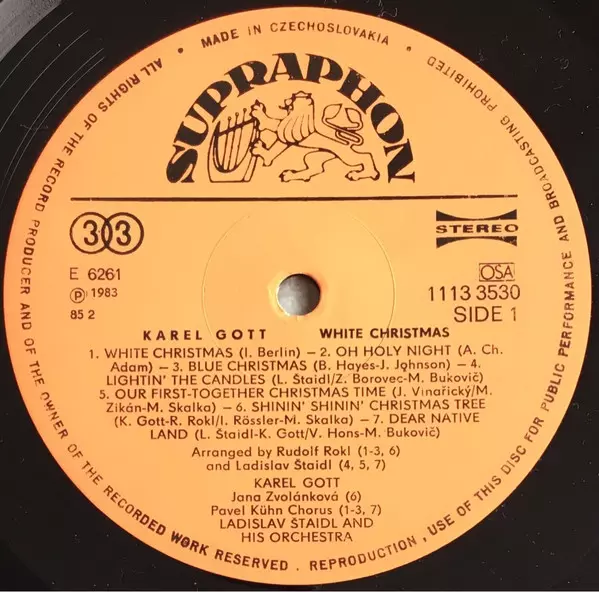 ALL RIGHTS OF THE RECORD PRODUCER AND OF THE OWNER OF THE RECORDED WORK RESERVED . REPRODUCTION , USE OF THIS DISC FOR PUBLIC PERFORMANCE AND BROADCASTING PROHIBITED
• MADE IN CZECHOSLOVAKIA •
SUPRAPHON
33
STEREO
E 6261
OSA
Ⓟ 1983
1113 3530
85 2
SIDE 1
KAREL GOTT WHITE CHRISTMAS
1. WHITE CHRISTMAS (I. Berlin) – 2. OH HOLY NIGHT (A. Ch.
Adam) – 3. BLUE CHRISTMAS (B. Hayes-J. Johnson) – 4.
LIGHTIN' THE CANDLES (L. Štaidl/Z. Borovec-M. Bukovič)
5. OUR FIRST-TOGETHER CHRISTMAS TIME (J. Vinařický/M.
Zikán-M. Skalka) – 6. SHININ' SHININ' CHRISTMAS TREE
(K. Gott-R. Rokl/I. Rössler-M. Skalka) – 7. DEAR NATIVE
LAND (L. Štaidl-K. Gott/V. Hons-M. Bukovič)
Arranged by Rudolf Rokl (1-3, 6)
and Ladislav Štaidl (4, 5, 7)
KAREL GOTT
Jana Zvolánková (6)
Pavel Kühn Chorus (1-3, 7)
LADISLAV ŠTAIDL AND
HIS ORCHESTRA